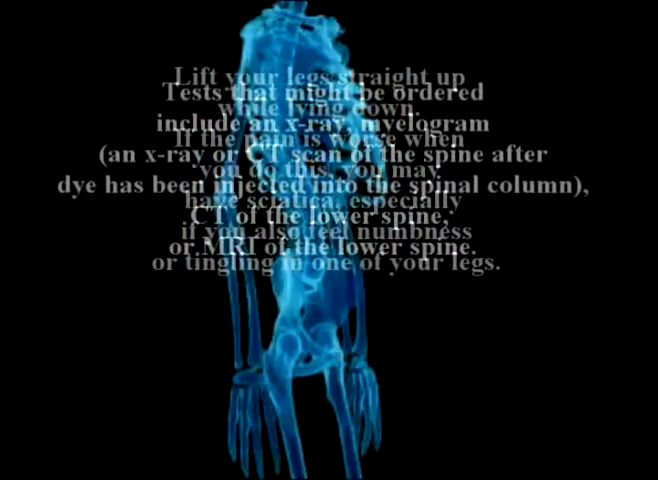 Lift your legs straight up
while lying down.
If the pain is worse when
you do this, you may
have sciatica, especially
if you also feel numbness
or tingling in one of your legs.
Tests that might be ordered
include an x-ray, myelogram
(an x-ray or CT scan of the spine after
dye has been injected into the spinal column),
CT of the lower spine,
or MRI of the lower spine.